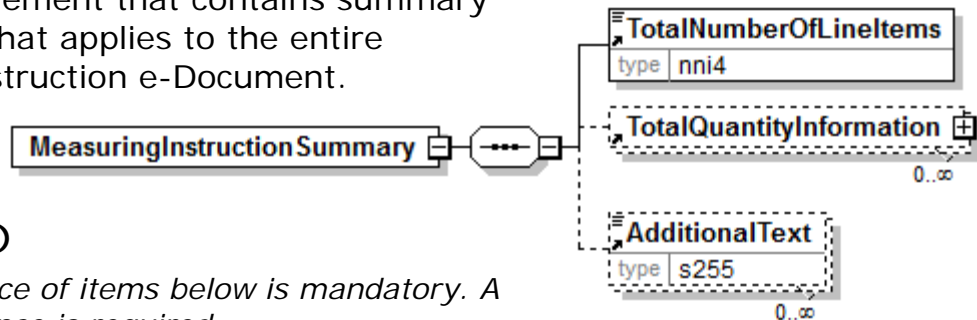 ement that contains summary
hat applies to the entire
struction e-Document.
TotalNumberOfLineItems
type nni4
MeasuringInstructionSummary
TotalQuantityInformation
0..∞
AdditionalText
type s255
0..∞
ce of items below is mandatory. A